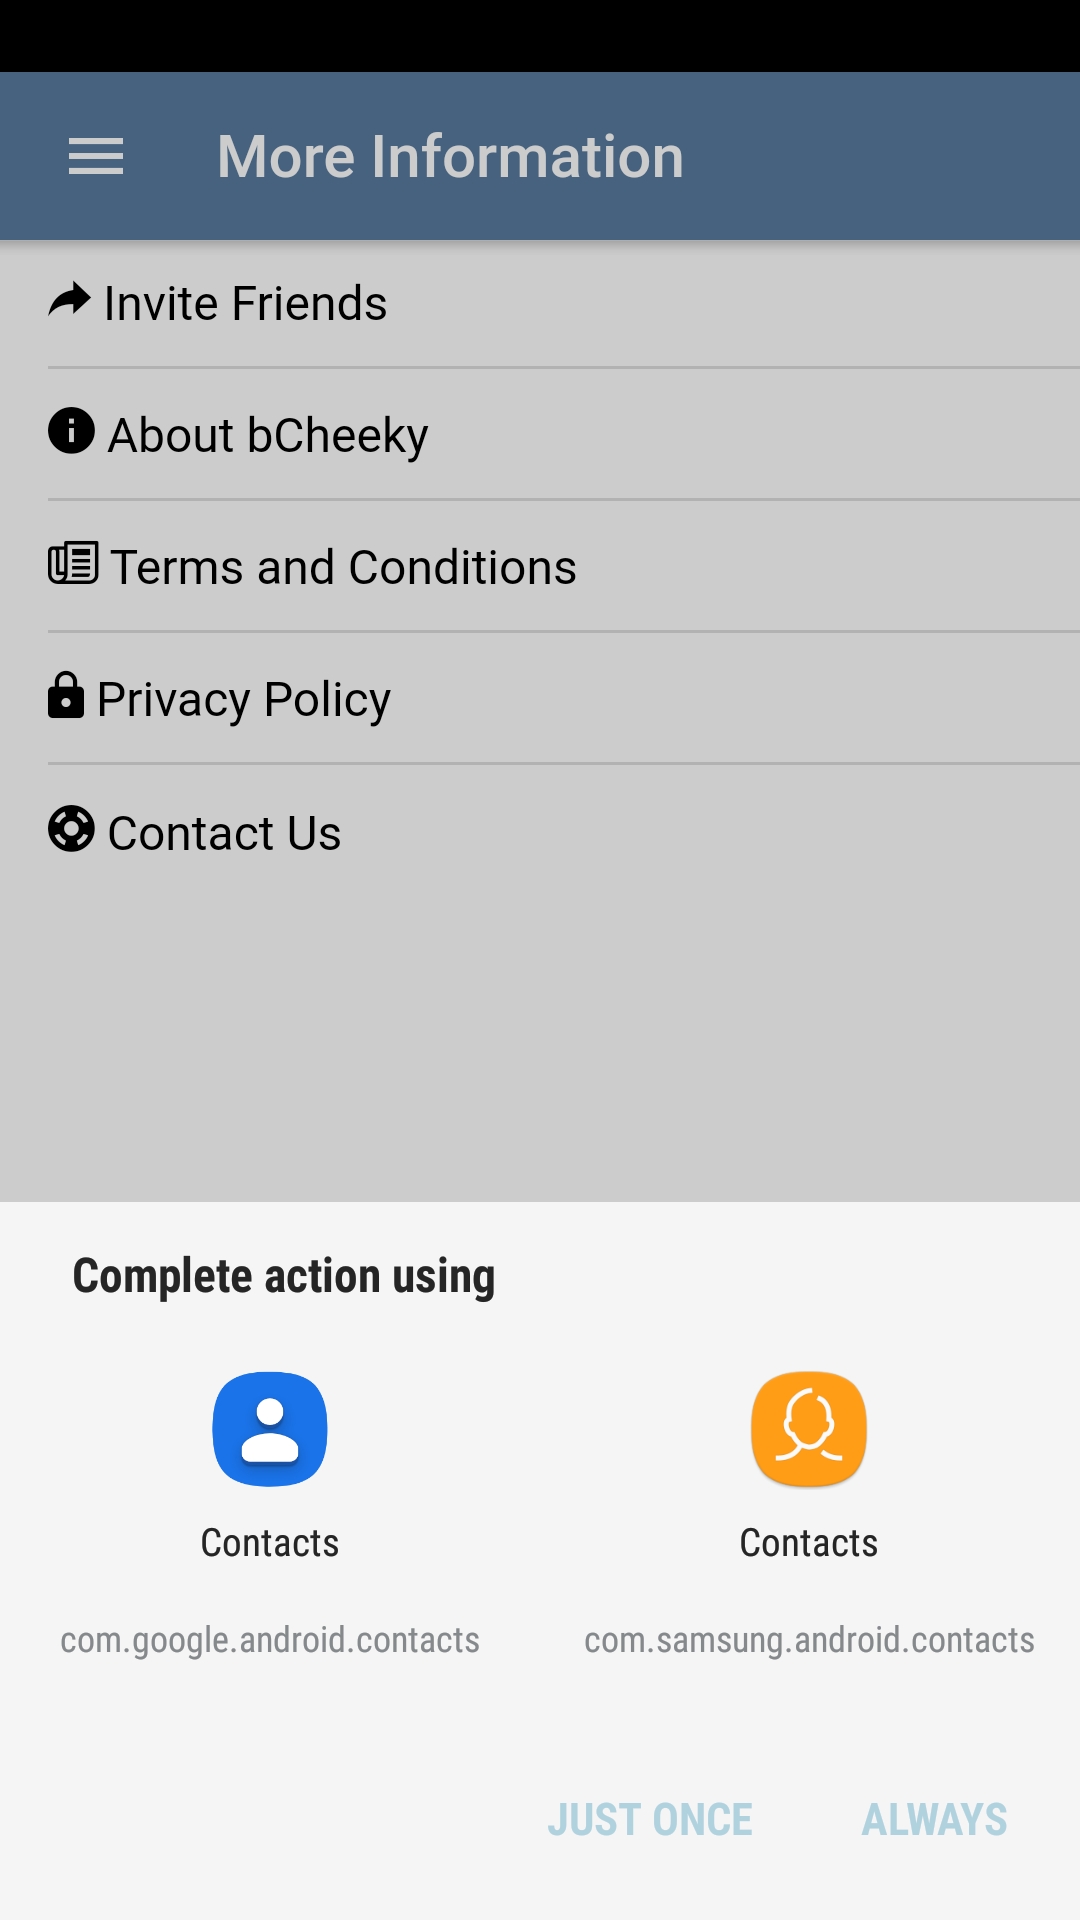 More Information
Invite Friends
About bCheeky
Terms and Conditions
Privacy Policy
Contact Us
Complete action using
Contacts
Contacts
com.google.android.contacts
com.samsung.android.contacts
JUST ONCE
ALWAYS